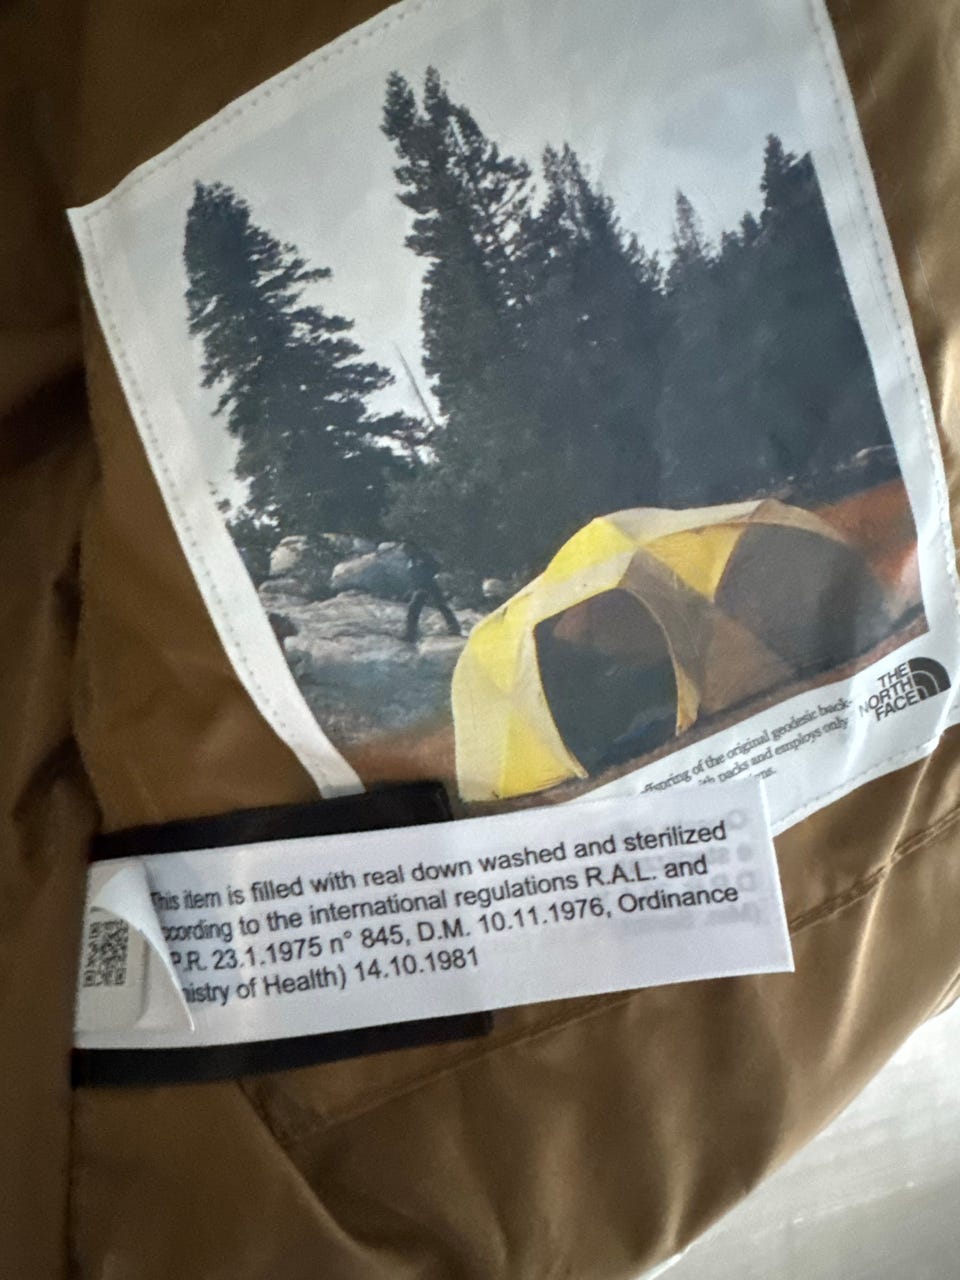 THE
NORTH
FACE
of the original geodesic back-
packs and employs only
This item is filled with real down washed and sterilized
to the international regulations R.A.L. and
23.1.1975 n° 845, D.M. 10.11.1976, Ordinance
of Health) 14.10.1981